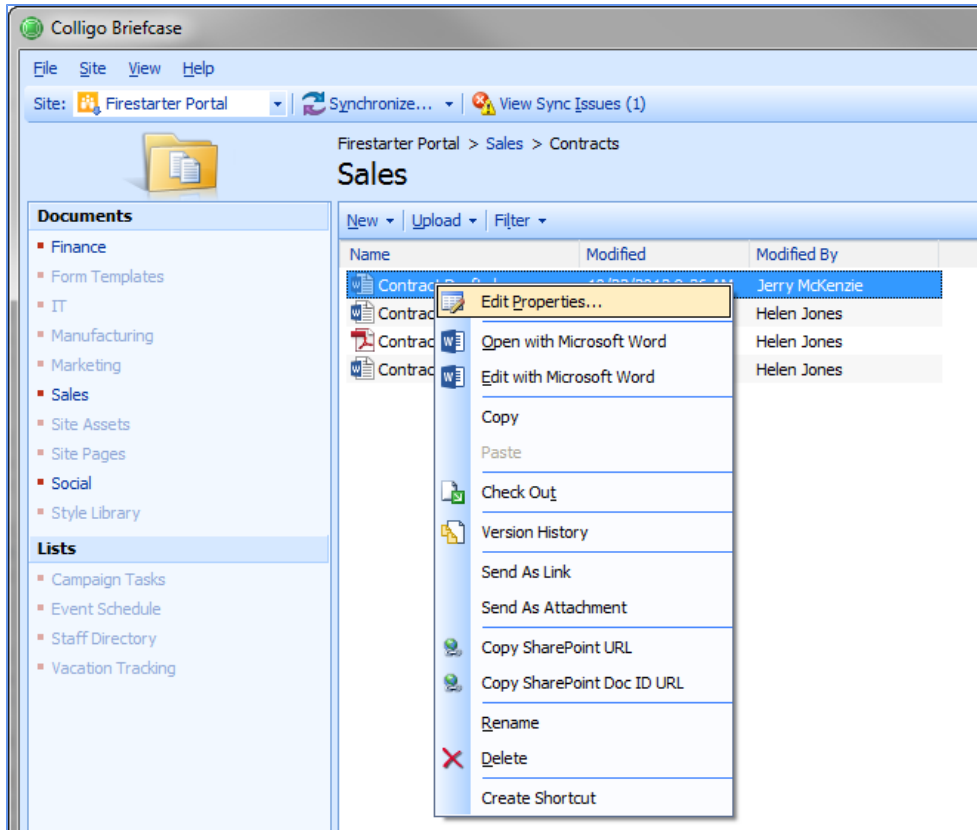 Colligo Briefcase
File Site View Help
Site: Firestarter Portal Synchronize... View Sync Issues (1)
Firestarter Portal > Sales > Contracts
Sales
Documents
New Upload Filter
Finance
Form Templates
IT
Manufacturing
Marketing
Sales
Site Assets
Site Pages
Social
Style Library
Lists
Campaign Tasks
Event Schedule
Staff Directory
Vacation Tracking
Name Modified Modified By
Jerry McKenzie
Contrac Helen Jones
Contrac Helen Jones
Contrac Helen Jones
Edit Properties...
Open with Microsoft Word
Edit with Microsoft Word
Copy
Paste
Check Out
Version History
Send As Link
Send As Attachment
Copy SharePoint URL
Copy SharePoint Doc ID URL
Rename
Delete
Create Shortcut